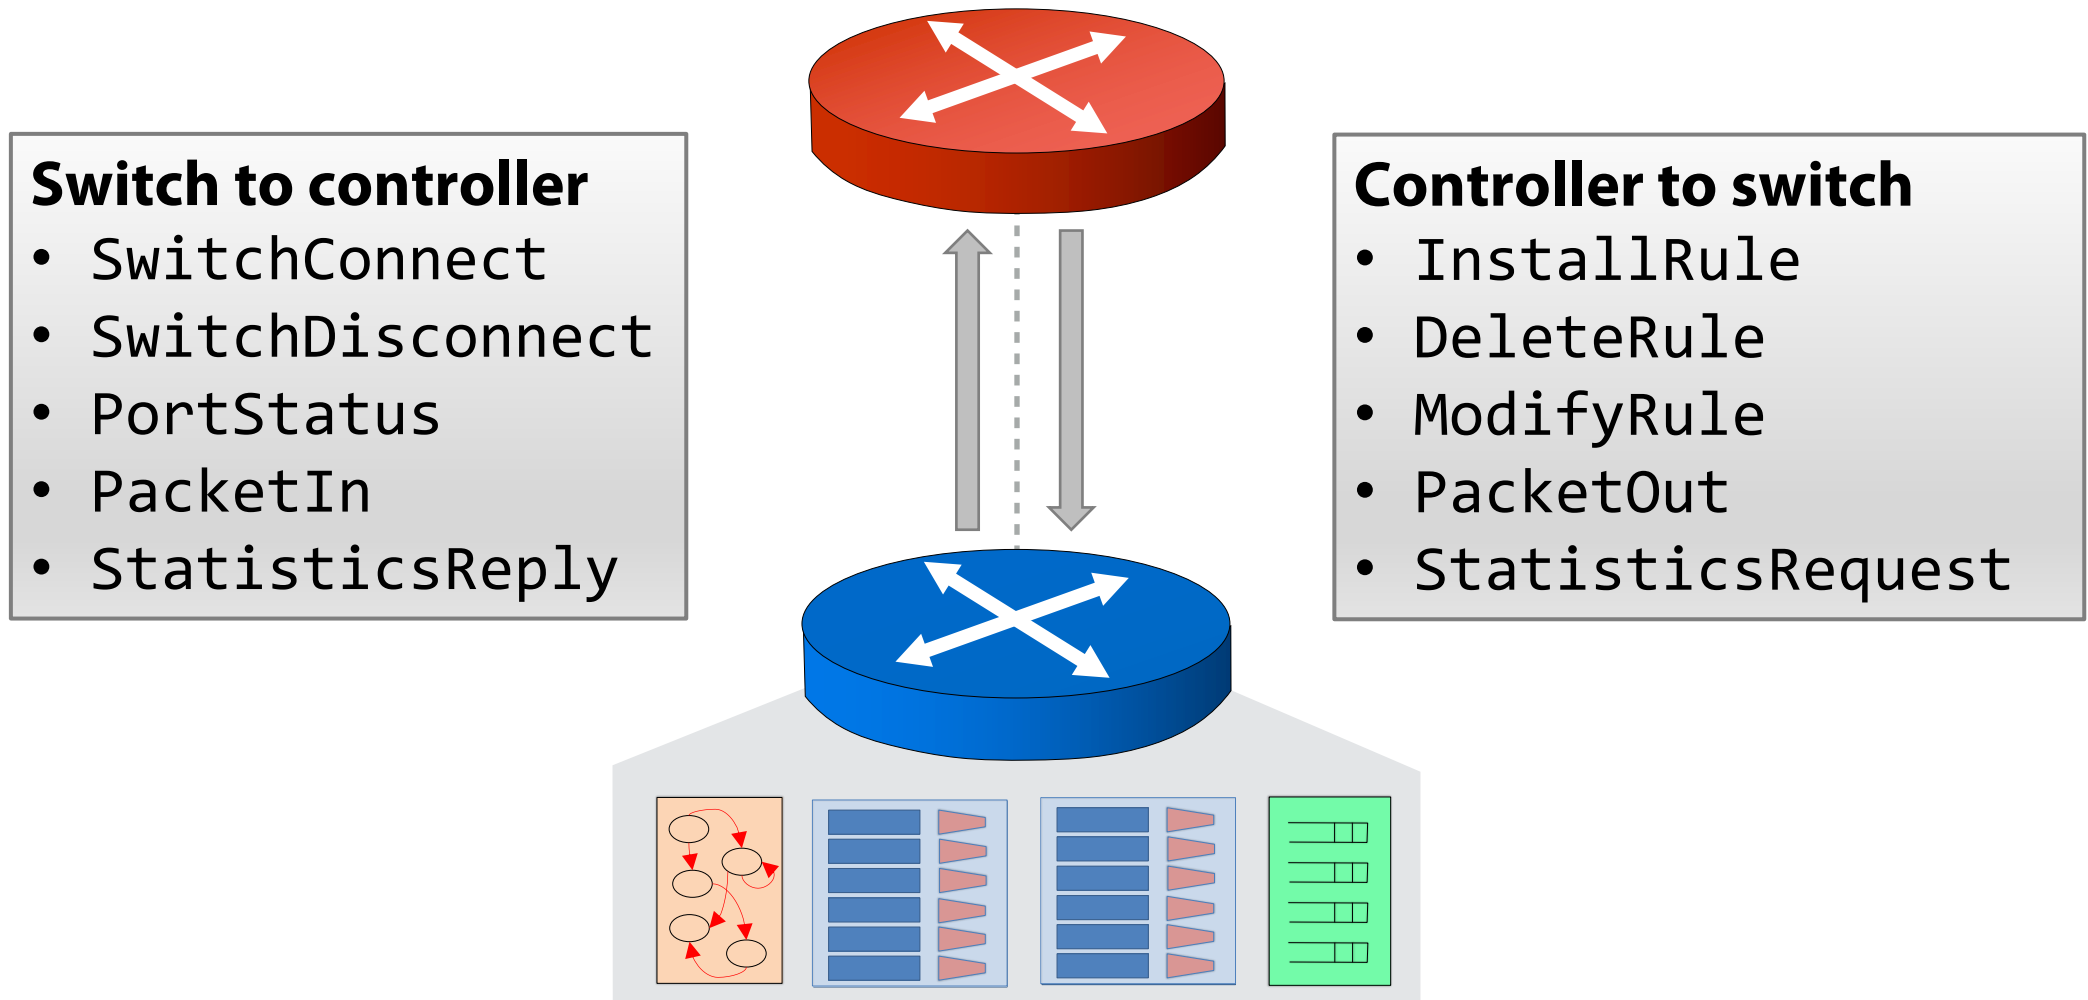 Switch to controller
• SwitchConnect
• SwitchDisconnect
• PortStatus
• PacketIn
• StatisticsReply
Controller to switch
• InstallRule
• DeleteRule
• ModifyRule
• PacketOut
• StatisticsRequest